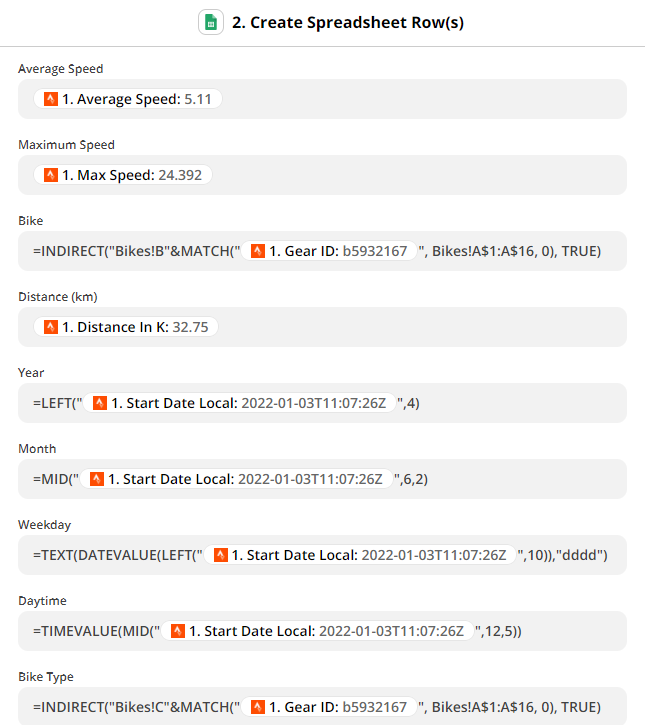 2. Create Spreadsheet Row(s)
Average Speed
1. Average Speed: 5.11
Maximum Speed
1. Max Speed: 24.392
Bike
=INDIRECT("Bikes!B"&MATCH(" 1. Gear ID: b5932167 ", Bikes!A$1:A$16, 0), TRUE)
Distance (km)
1. Distance In K: 32.75
Year
=LEFT(" 1. Start Date Local: 2022-01-03T11:07:26Z ",4)
Month
=MID(" 1. Start Date Local: 2022-01-03T11:07:26Z ",6,2)
Weekday
=TEXT(DATEVALUE(LEFT(" 1. Start Date Local: 2022-01-03T11:07:26Z ",10)),"dddd")
Daytime
=TIMEVALUE(MID(" 1. Start Date Local: 2022-01-03T11:07:26Z ",12,5))
Bike Type
=INDIRECT("Bikes!C"&MATCH(" 1. Gear ID: b5932167 ", Bikes!A$1:A$16, 0), TRUE)